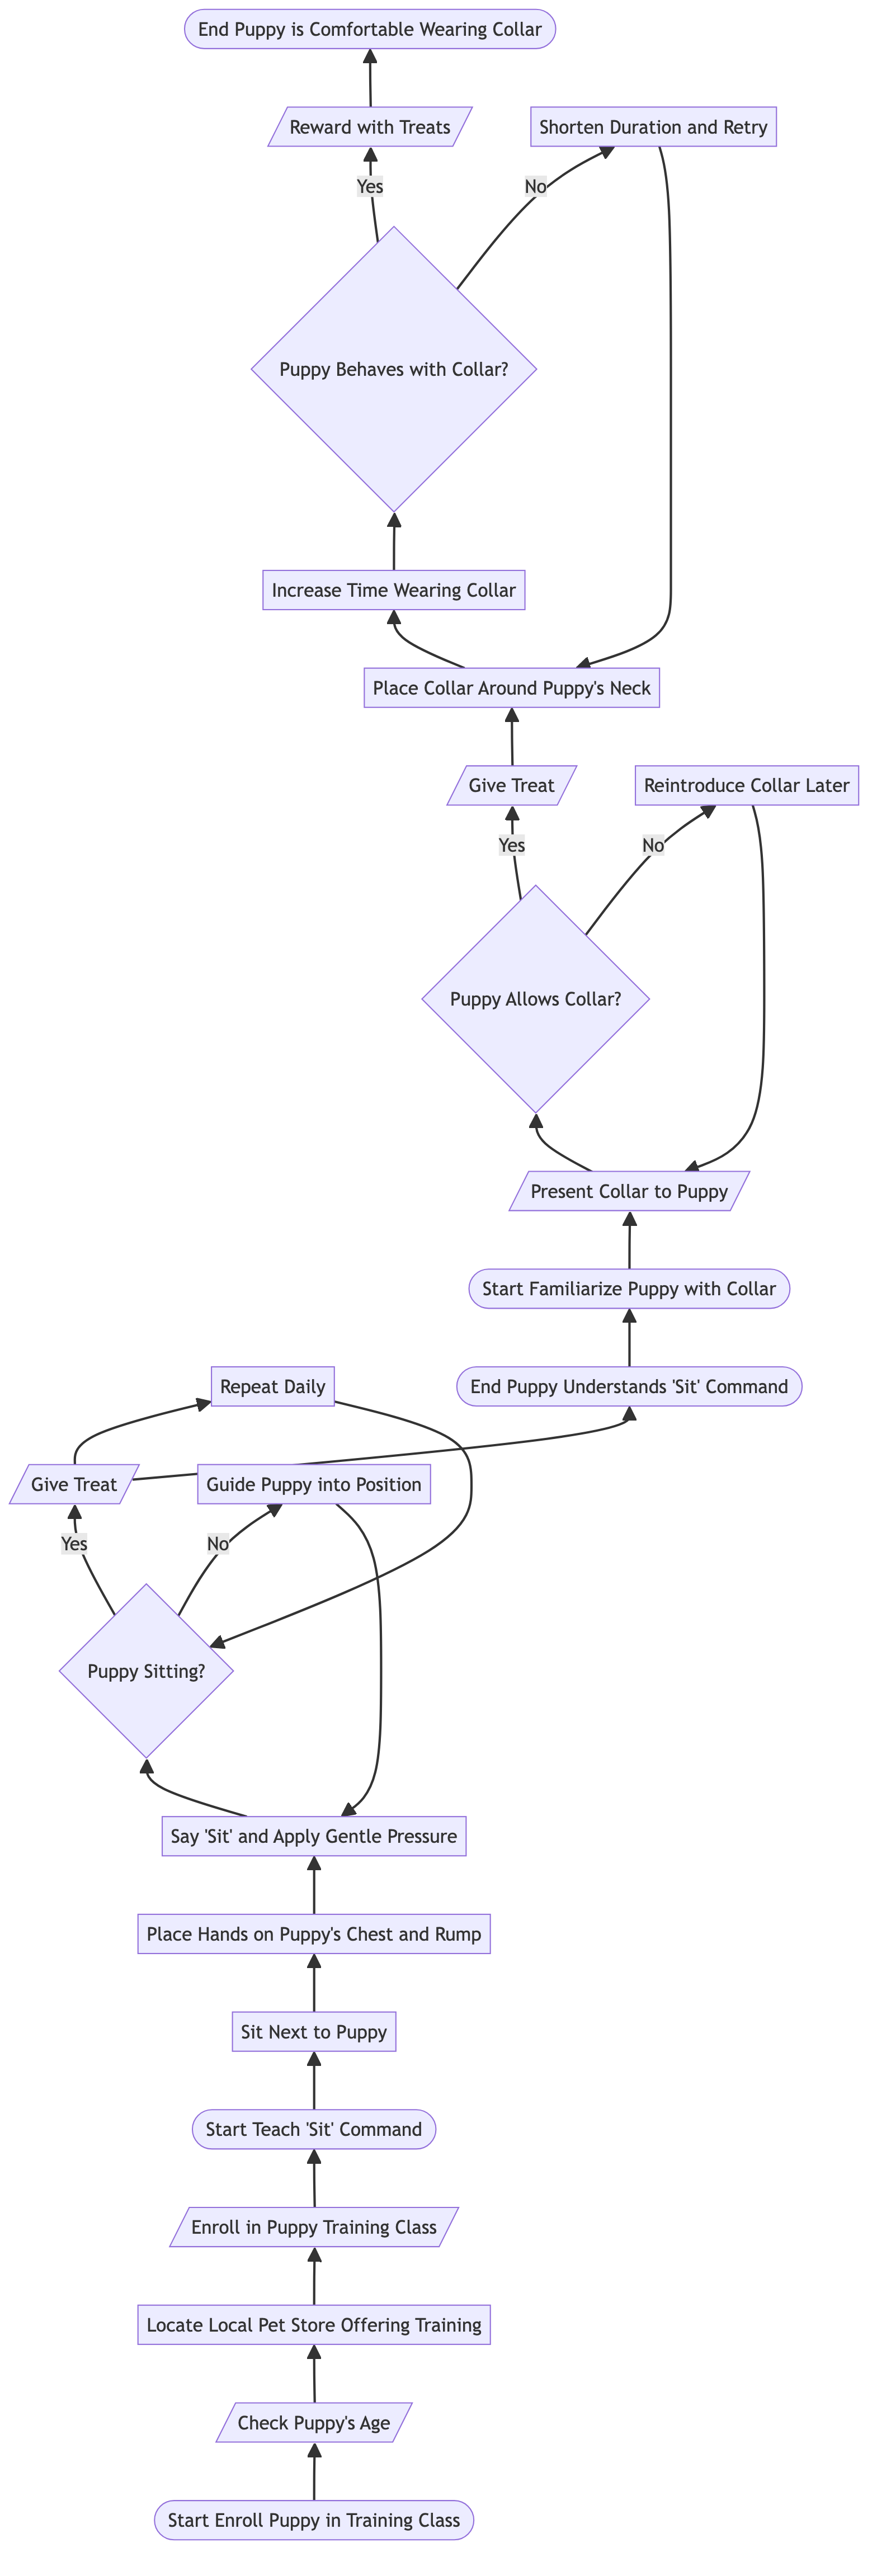 End Puppy is Comfortable Wearing Collar
Reward with Treats
Shorten Duration and Retry
Yes
No
Puppy Behaves with Collar?
Increase Time Wearing Collar
Place Collar Around Puppy's Neck
Give Treat
Reintroduce Collar Later
Yes
No
Puppy Allows Collar?
Present Collar to Puppy
Start Familiarize Puppy with Collar
Repeat Daily
End Puppy Understands 'Sit' Command
Give Treat
Guide Puppy into Position
Yes
No
Puppy Sitting?
Say 'Sit' and Apply Gentle Pressure
Place Hands on Puppy's Chest and Rump
Sit Next to Puppy
Start Teach 'Sit' Command
Enroll in Puppy Training Class
Locate Local Pet Store Offering Training
Check Puppy's Age
Start Enroll Puppy in Training Class